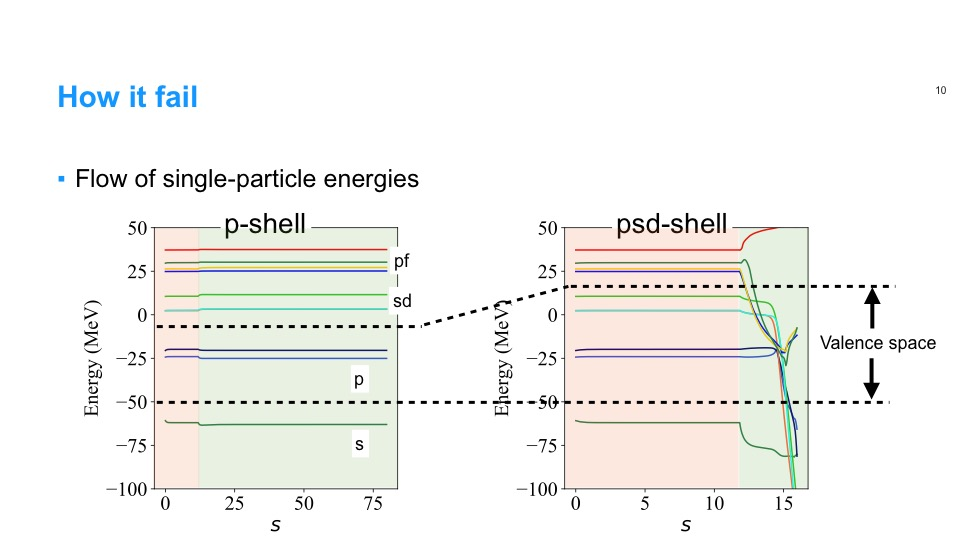 How it fail
10
▪ Flow of single-particle energies
p-shell
50
25
0
−25
−50
−75
−100
Energy (MeV)
pf
sd
p
s
0 25 50 75
s
psd-shell
50
25
0
−25
−50
−75
−100
Energy (MeV)
0 5 10 15
s
Valence space